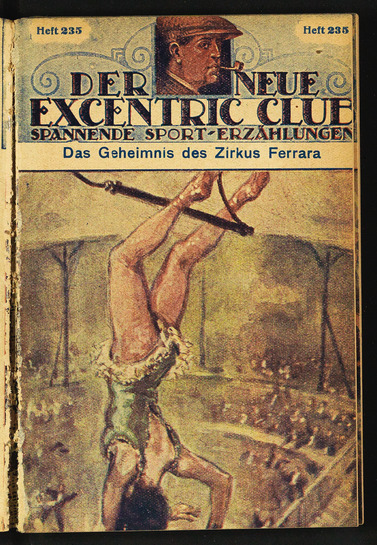 Heft 235
Heft 235
DER NEUE
EXCENTRIC CLUB
SPANNENDE SPORT-ERZÄHLUNGEN
Das Geheimnis des Zirkus Ferrara